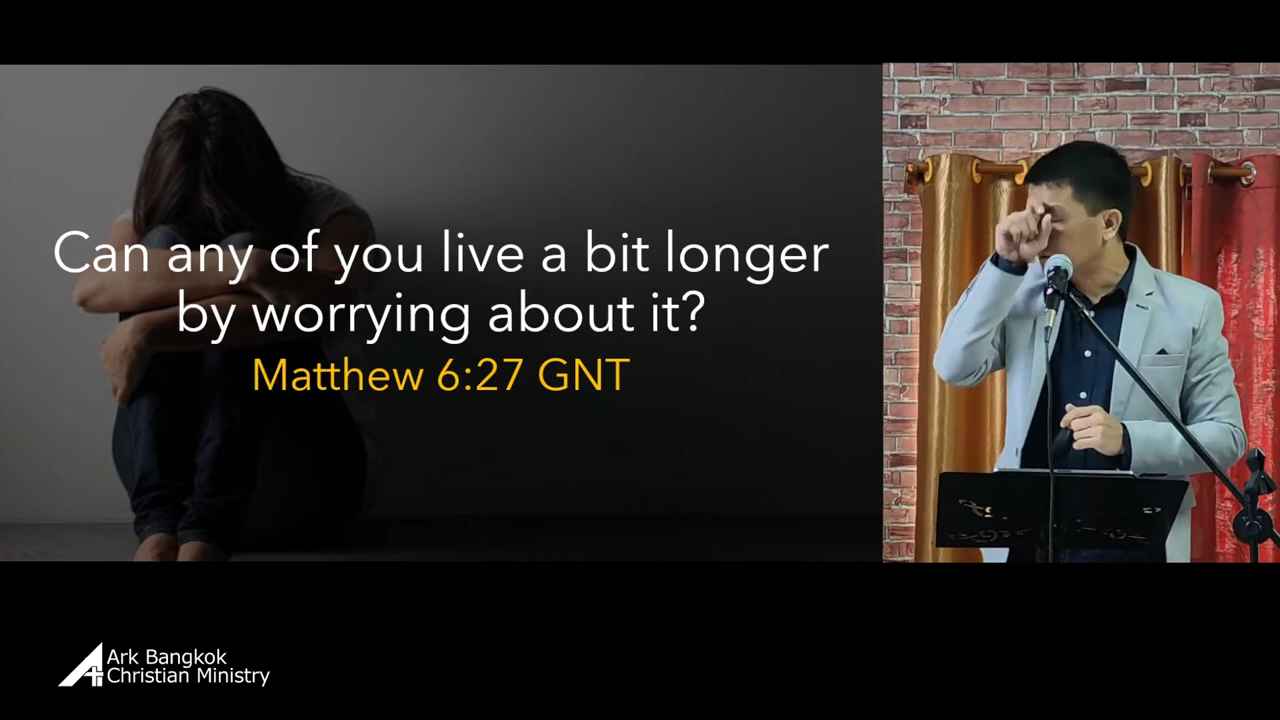 Can any of you live a bit longer
by worrying about it?
Matthew 6:27 GNT
Ark Bangkok
Christian Ministry